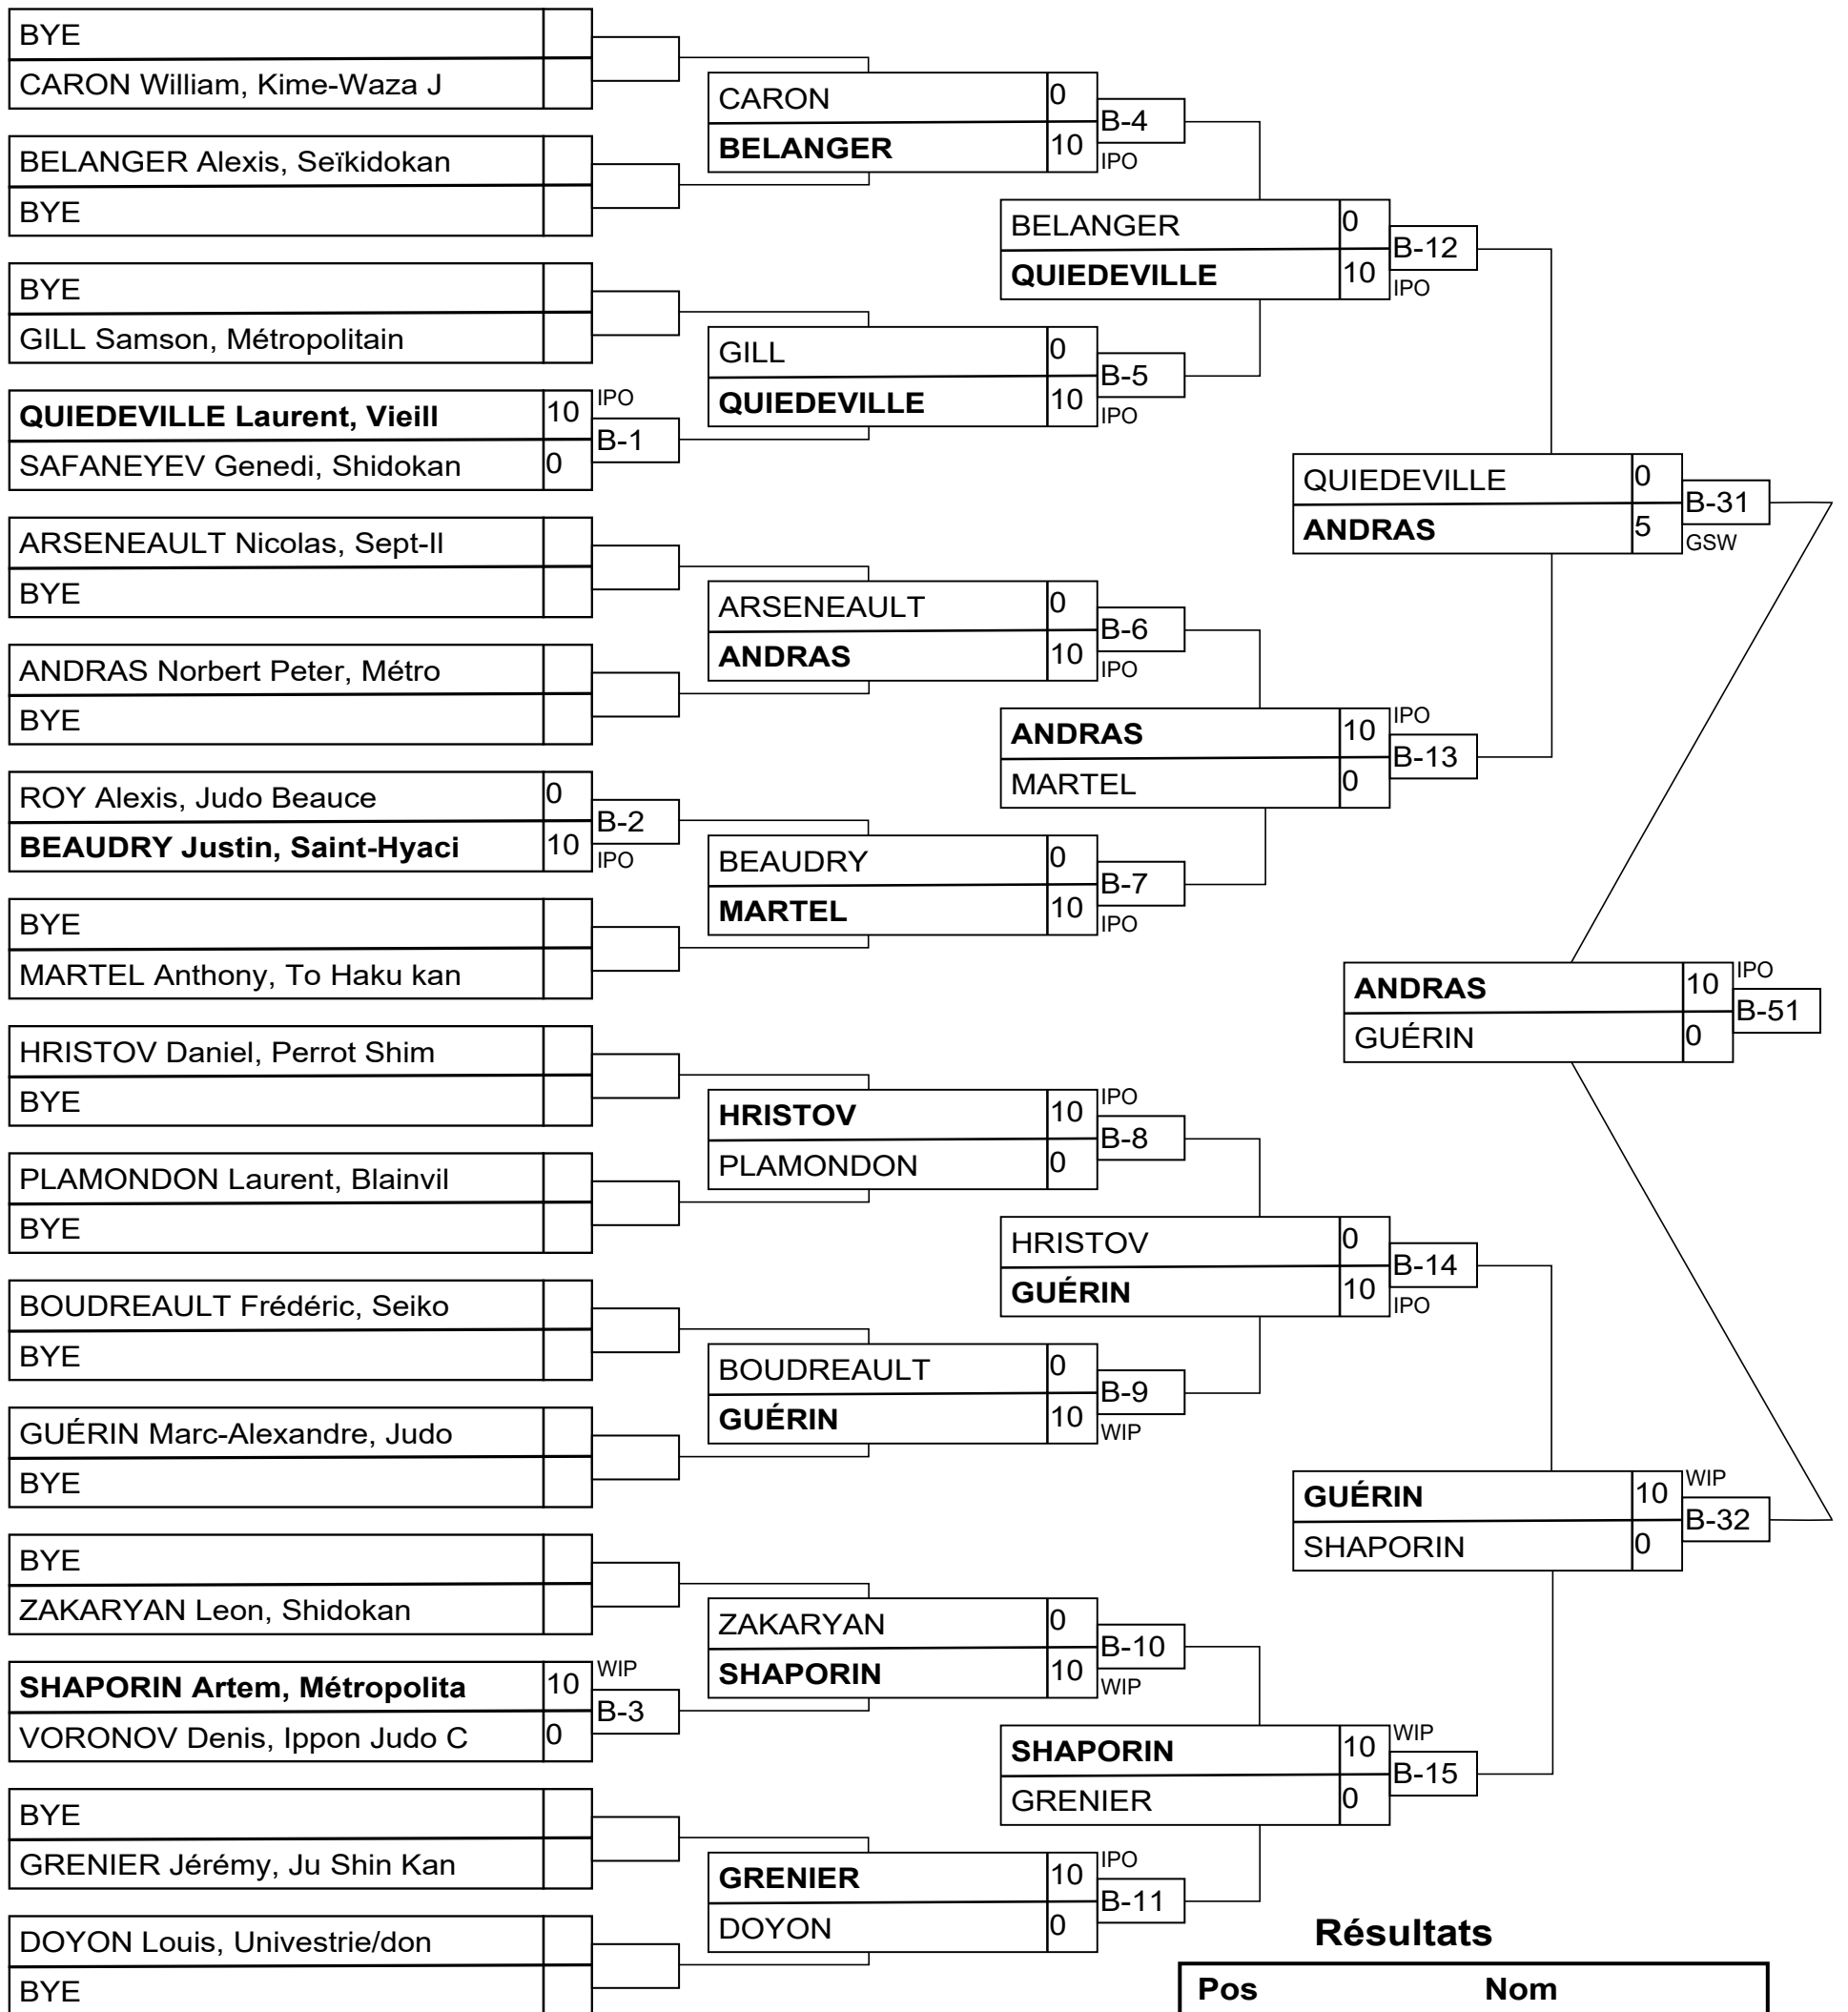 BYE
CARON William, Kime-Waza J
BELANGER Alexis, Seïkidokan
BYE
BYE
GILL Samson, Métropolitain
QUIEDEVILLE Laurent, Vieill 10 IPO
B-1
SAFANEYEV Genedi, Shidokan 0
ARSENEAULT Nicolas, Sept-Il
BYE
ANDRAS Norbert Peter, Métro
BYE
ROY Alexis, Judo Beauce 0
B-2
BEAUDRY Justin, Saint-Hyaci 10 IPO
BYE
MARTEL Anthony, To Haku kan
HRISTOV Daniel, Perrot Shim
BYE
PLAMONDON Laurent, Blainvil
BYE
BOUDREAULT Frédéric, Seiko
BYE
GUÉRIN Marc-Alexandre, Judo
BYE
BYE
ZAKARYAN Leon, Shidokan
SHAPORIN Artem, Métropolita 10 WIP
B-3
VORONOV Denis, Ippon Judo C 0
BYE
GRENIER Jérémy, Ju Shin Kan
DOYON Louis, Univestrie/don
BYE
CARON 0
B-4
BELANGER 10 IPO
GILL 0
B-5
QUIEDEVILLE 10 IPO
ARSENEAULT 0
B-6
ANDRAS 10 IPO
BEAUDRY 0
B-7
MARTEL 10 IPO
HRISTOV 10 IPO
B-8
PLAMONDON 0
BOUDREAULT 0
B-9
GUÉRIN 10 WIP
ZAKARYAN 0
B-10
SHAPORIN 10 WIP
GRENIER 10 IPO
B-11
DOYON 0
BELANGER 0
B-12
QUIEDEVILLE 10 IPO
ANDRAS 10 IPO
B-13
MARTEL 0
HRISTOV 0
B-14
GUÉRIN 10 IPO
SHAPORIN 10 WIP
B-15
GRENIER 0
QUIEDEVILLE 0
B-31
ANDRAS 5 GSW
GUÉRIN 10 WIP
B-32
SHAPORIN 0
ANDRAS 10 IPO
B-51
GUÉRIN 0
Résultats
Pos Nom